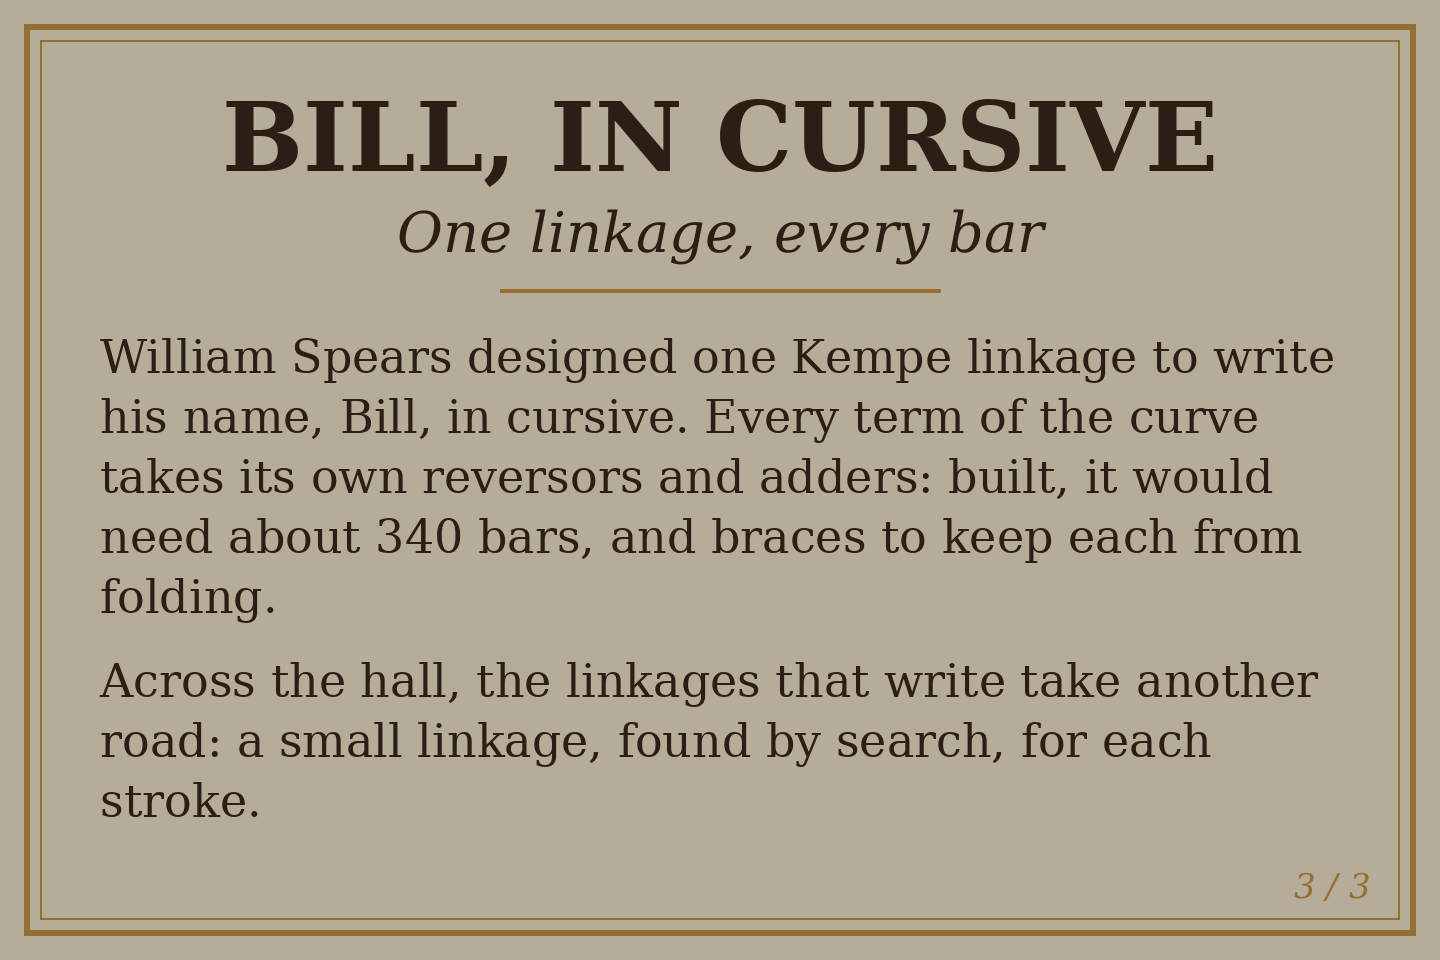 BILL, IN CURSIVE
One linkage, every bar
William Spears designed one Kempe linkage to write
his name, Bill, in cursive. Every term of the curve
takes its own reversors and adders: built, it would
need about 340 bars, and braces to keep each from
folding.
Across the hall, the linkages that write take another
road: a small linkage, found by search, for each
stroke.
3 / 3